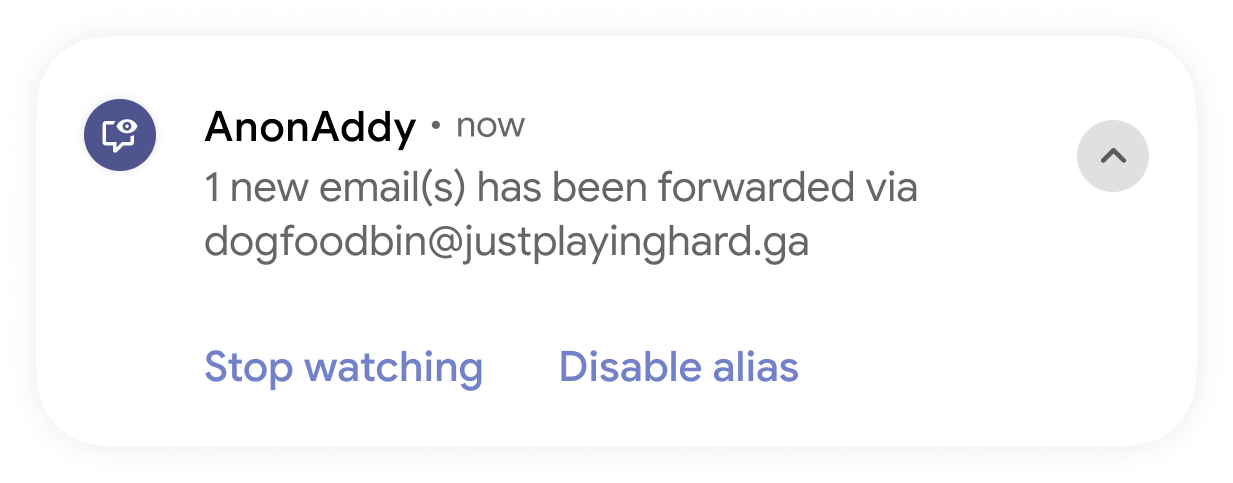 AnonAddy • now
1 new email(s) has been forwarded via
dogfoodbin@justplayinghard.ga
Stop watching Disable alias